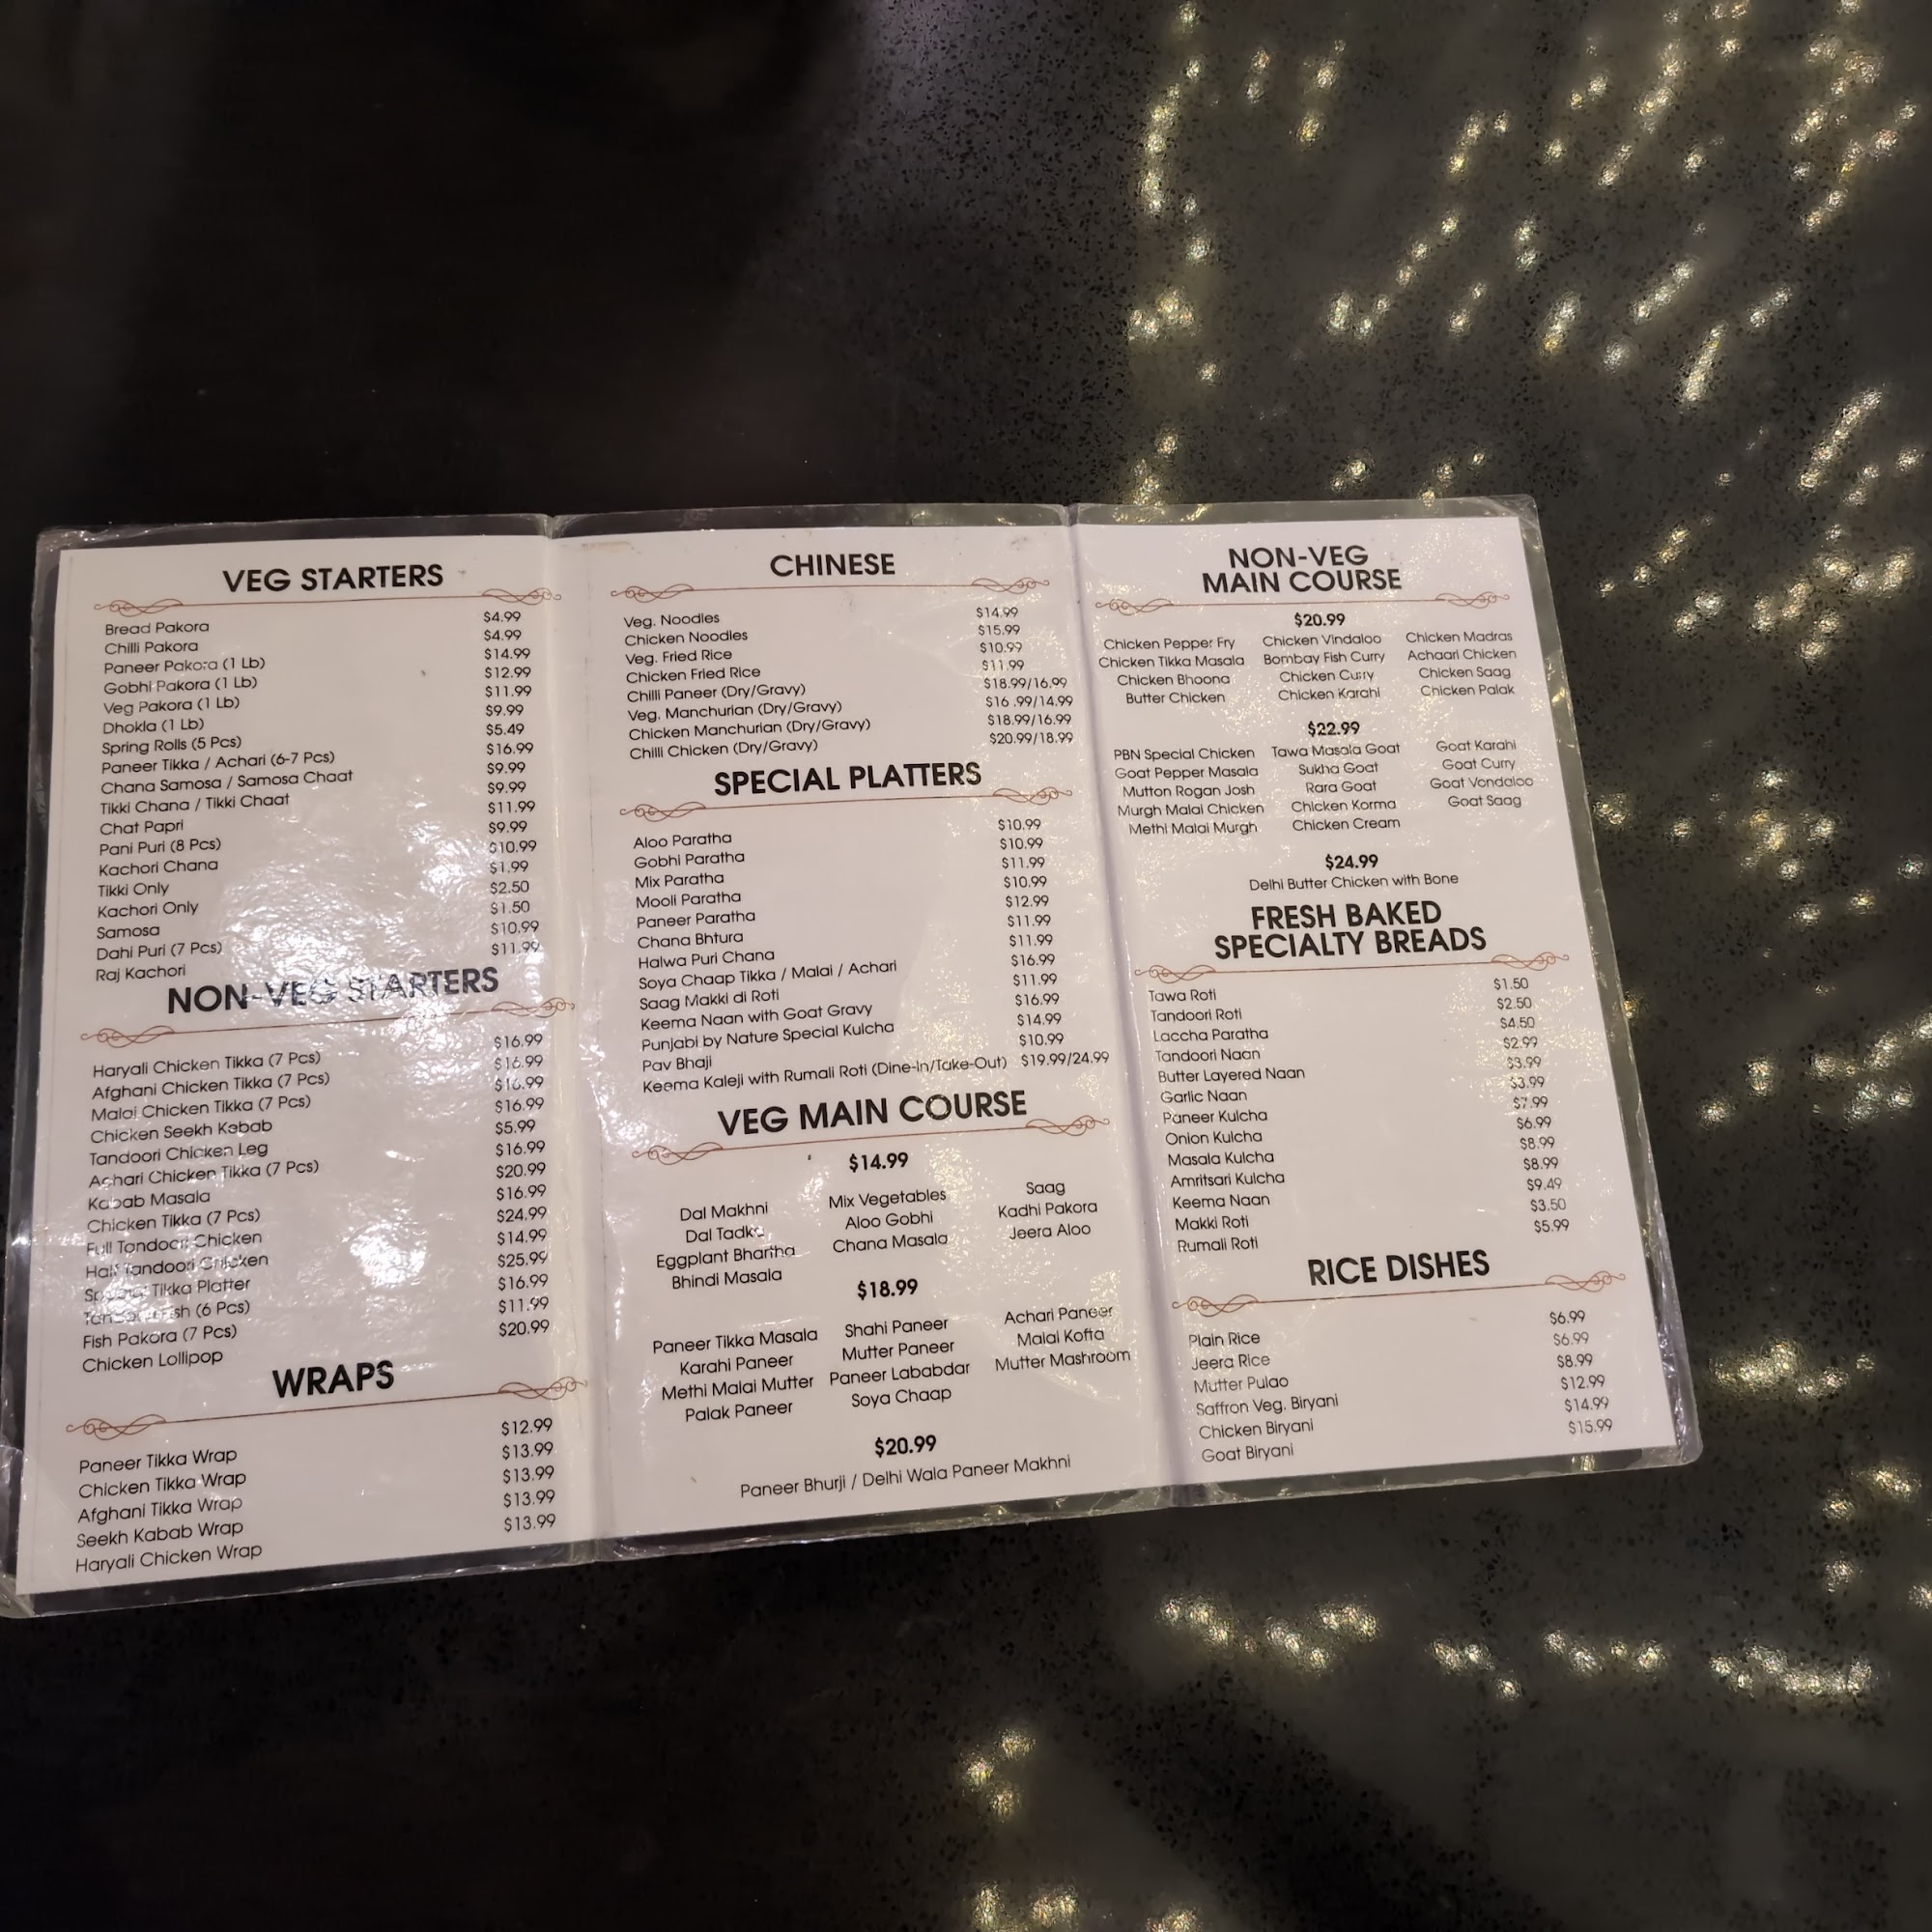 VEG STARTERS
Bread Pakora $4.99
Chilli Pakora $4.99
Paneer Pakora (1 Lb) $14.99
Gobhi Pakora (1 Lb) $12.99
Veg Pakora (1 Lb) $11.99
Dhokla (1 Lb) $9.99
Spring Rolls (5 Pcs) $5.49
Paneer Tikka / Achari (6-7 Pcs) $16.99
Chana Samosa / Samosa Chaat $9.99
Tikki Chana / Tikki Chaat $9.99
Chat Papri $11.99
Pani Puri (8 Pcs) $9.99
Kachori Chana $10.99
Tikki Only $1.99
Kachori Only $2.50
Samosa $1.50
Dahi Puri (7 Pcs) $10.99
Raj Kachori $11.99
NON-VEG STARTERS
Haryali Chicken Tikka (7 Pcs) $16.99
Afghani Chicken Tikka (7 Pcs) $16.99
Malai Chicken Tikka (7 Pcs) $16.99
Chicken Seekh Kebab $16.99
Tandoori Chicken Leg $5.99
Achari Chicken Tikka (7 Pcs) $16.99
Kabab Masala $20.99
Chicken Tikka (7 Pcs) $16.99
Full Tandoori Chicken $24.99
Half Tandoori Chicken $14.99
Tikka Platter $25.99
(6 Pcs) $16.99
Fish Pakora (7 Pcs) $11.99
Chicken Lollipop $20.99
WRAPS
Paneer Tikka Wrap $12.99
Chicken Tikka Wrap $13.99
Afghani Tikka Wrap $13.99
Seekh Kabab Wrap $13.99
Haryali Chicken Wrap $13.99
CHINESE
Veg. Noodles $14.99
Chicken Noodles $15.99
Veg. Fried Rice $10.99
Chicken Fried Rice $11.99
Chilli Paneer (Dry/Gravy) $18.99/16.99
Veg. Manchurian (Dry/Gravy) $16 .99/14.99
Chicken Manchurian (Dry/Gravy) $18.99/16.99
Chilli Chicken (Dry/Gravy) $20.99/18.99
SPECIAL PLATTERS
Aloo Paratha $10.99
Gobhi Paratha $10.99
Mix Paratha $11.99
Mooli Paratha $10.99
Paneer Paratha $12.99
Chana Bhtura $11.99
Halwa Puri Chana $11.99
Soya Chaap Tikka / Malai / Achari $16.99
Saag Makki di Roti $11.99
Keema Naan with Goat Gravy $16.99
Punjabi by Nature Special Kulcha $14.99
Pav Bhaji $10.99
Keema Kaleji with Rumali Roti (Dine-In/Take-Out) $19.99/24.99
VEG MAIN COURSE
$14.99
Dal Makhni Mix Vegetables Saag
Dal Tadka Aloo Gobhi Kadhi Pakora
Eggplant Bhartha Chana Masala Jeera Aloo
Bhindi Masala
$18.99
Paneer Tikka Masala Shahi Paneer Achari Paneer
Karahi Paneer Mutter Paneer Malai Kofta
Methi Malai Mutter Paneer Lababdar Mutter Mashroom
Palak Paneer Soya Chaap
$20.99
Paneer Bhurji / Delhi Wala Paneer Makhni
NON-VEG
MAIN COURSE
$20.99
Chicken Pepper Fry Chicken Vindaloo Chicken Madras
Chicken Tikka Masala Bombay Fish Curry Achaari Chicken
Chicken Bhoona Chicken Curry Chicken Saag
Butter Chicken Chicken Karahi Chicken Palak
$22.99
PBN Special Chicken Tawa Masala Goat Goat Karahi
Goat Pepper Masala Sukha Goat Goat Curry
Mutton Rogan Josh Rara Goat Goat Vondaloo
Murgh Malai Chicken Chicken Korma Goat Saag
Methi Malai Murgh Chicken Cream
$24.99
Delhi Butter Chicken with Bone
FRESH BAKED
SPECIALTY BREADS
Tawa Roti $1.50
Tandoori Roti $2.50
Laccha Paratha $4.50
Tandoori Naan $2.99
Butter Layered Naan $3.99
Garlic Naan $3.99
Paneer Kulcha $7.99
Onion Kulcha $6.99
Masala Kulcha $8.99
Amritsari Kulcha $8.99
Keema Naan $9.49
Makki Roti $3.50
Rumali Roti $5.99
RICE DISHES
Plain Rice $6.99
Jeera Rice $6.99
Mutter Pulao $8.99
Saffron Veg. Biryani $12.99
Chicken Biryani $14.99
Goat Biryani $15.99